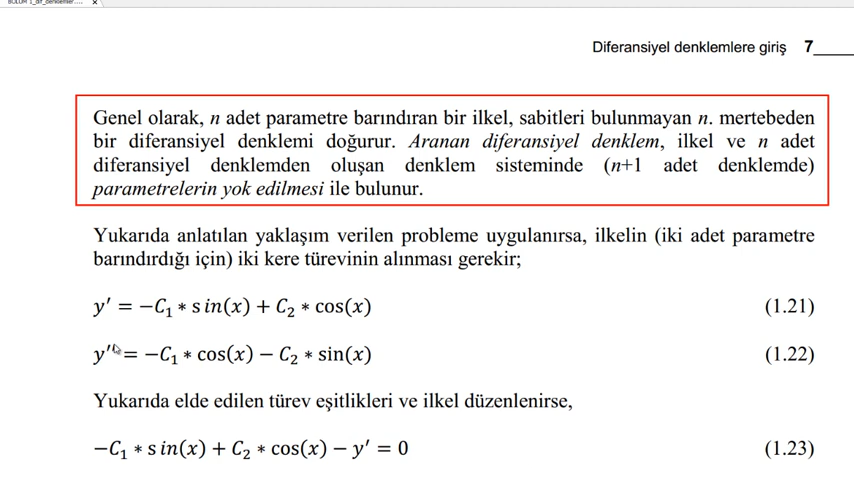 BÖLÜM 1_dif_denklemler.... ×
Diferansiyel denklemlere giriş 7____
Genel olarak, n adet parametre barındıran bir ilkel, sabitleri bulunmayan n. mertebeden
bir diferansiyel denklemi doğurur. Aranan diferansiyel denklem, ilkel ve n adet
diferansiyel denklemden oluşan denklem sisteminde (n+1 adet denklemde)
parametrelerin yok edilmesi ile bulunur.
Yukarıda anlatılan yaklaşım verilen probleme uygulanırsa, ilkelin (iki adet parametre
barındırdığı için) iki kere türevinin alınması gerekir;
y′ = −C₁ ∗ sin(x) + C₂ ∗ cos(x) (1.21)
y′′ = −C₁ ∗ cos(x) − C₂ ∗ sin(x) (1.22)
Yukarıda elde edilen türev eşitlikleri ve ilkel düzenlenirse,
−C₁ ∗ sin(x) + C₂ ∗ cos(x) − y′ = 0 (1.23)